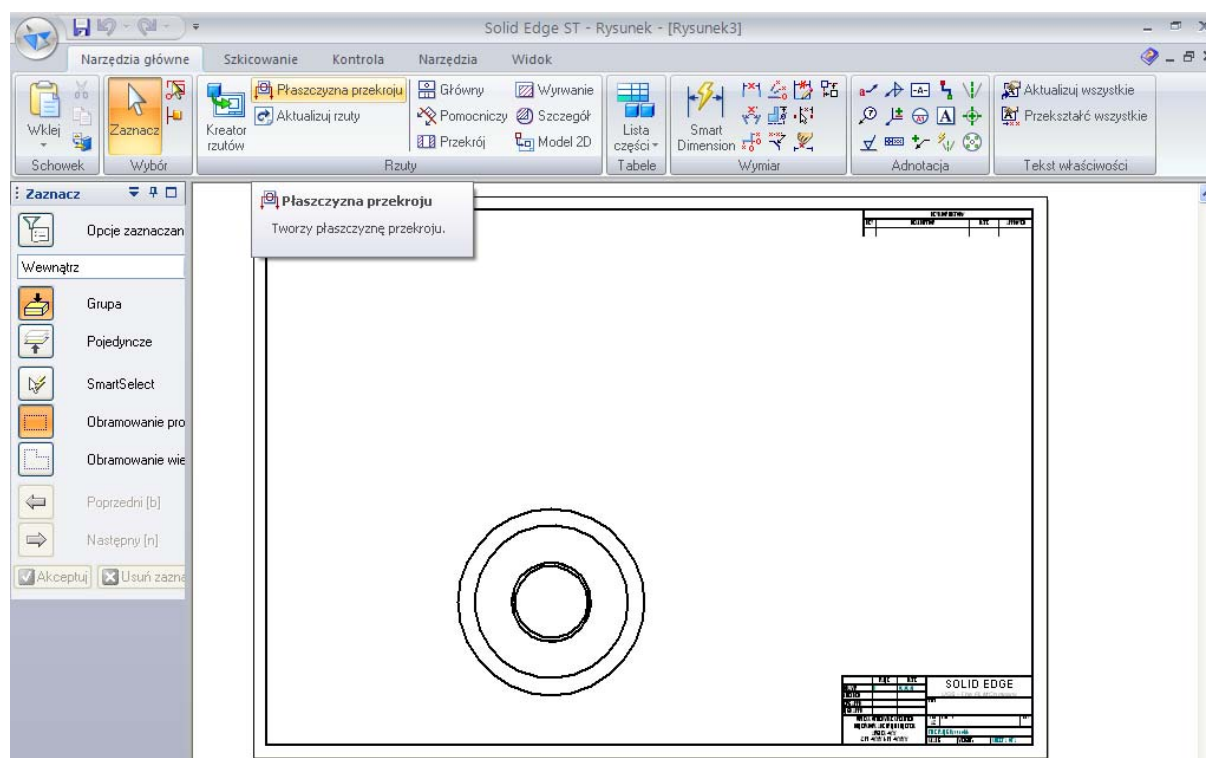 Solid Edge ST - Rysunek - [Rysunek3]
Narzędzia główne Szkicowanie Kontrola Narzędzia Widok
Wklej
Zaznacz
Kreator rzutów
Płaszczyzna przekroju
Aktualizuj rzuty
Główny
Pomocniczy
Przekrój
Wyrwanie
Szczegół
Model 2D
Lista części
Smart Dimension
Aktualizuj wszystkie
Przekształć wszystkie
Schowek Wybór Rzuty Tabele Wymiar Adnotacja Tekst właściwości
Zaznacz
Opcje zaznaczan
Wewnątrz
Grupa
Pojedyncze
SmartSelect
Obramowanie pro
Obramowanie wie
Poprzedni [b]
Następny [n]
Akceptuj Usuń zazna
Płaszczyzna przekroju
Tworzy płaszczyznę przekroju.
SOLID EDGE